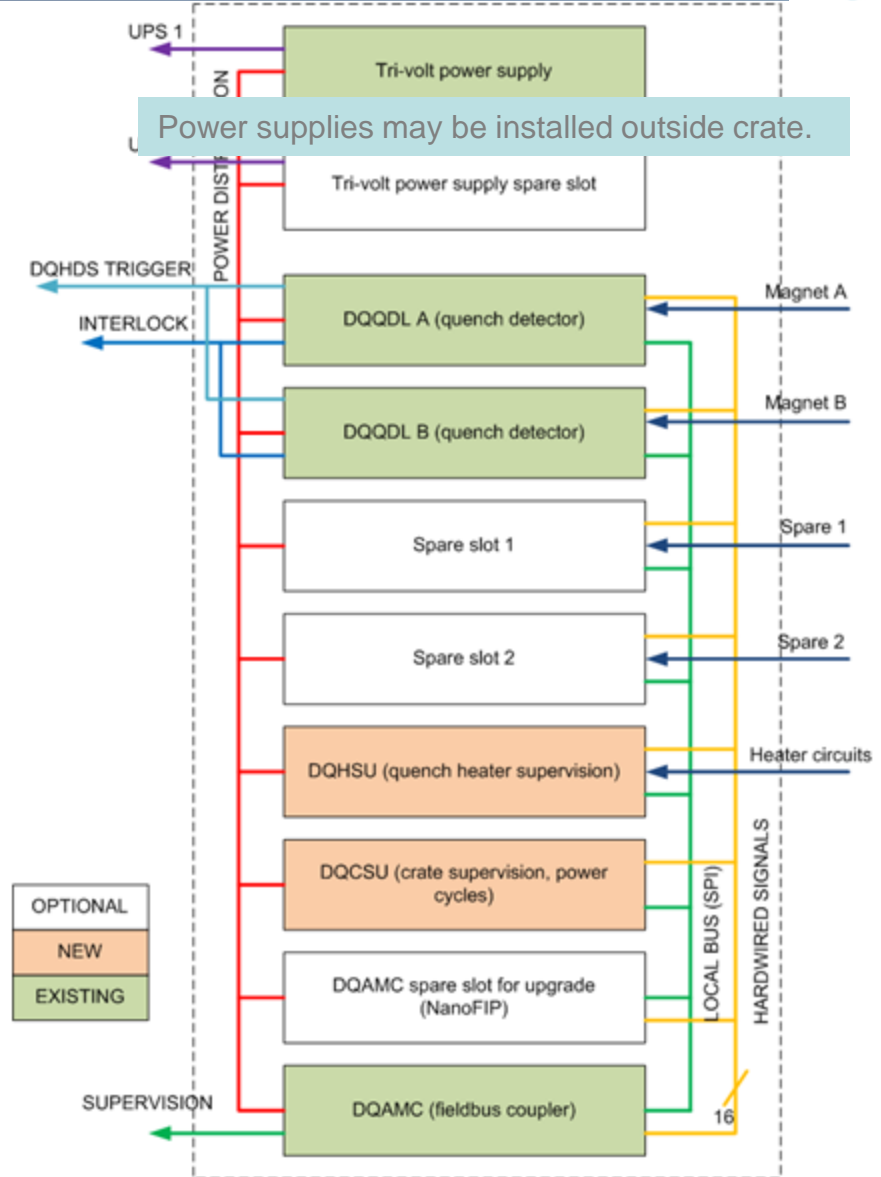 UPS 1
Tri-volt power supply
Power supplies may be installed outside crate.
Tri-volt power supply spare slot
DQHDS TRIGGER
INTERLOCK
DQQDL A (quench detector)
Magnet A
DQQDL B (quench detector)
Magnet B
Spare slot 1
Spare 1
Spare slot 2
Spare 2
DQHSU (quench heater supervision)
Heater circuits
DQCSU (crate supervision, power
cycles)
LOCAL BUS (SPI)
HARDWIRED SIGNALS
OPTIONAL
NEW
EXISTING
DQAMC spare slot for upgrade
(NanoFIP)
SUPERVISION
DQAMC (fieldbus coupler)
16
POWER